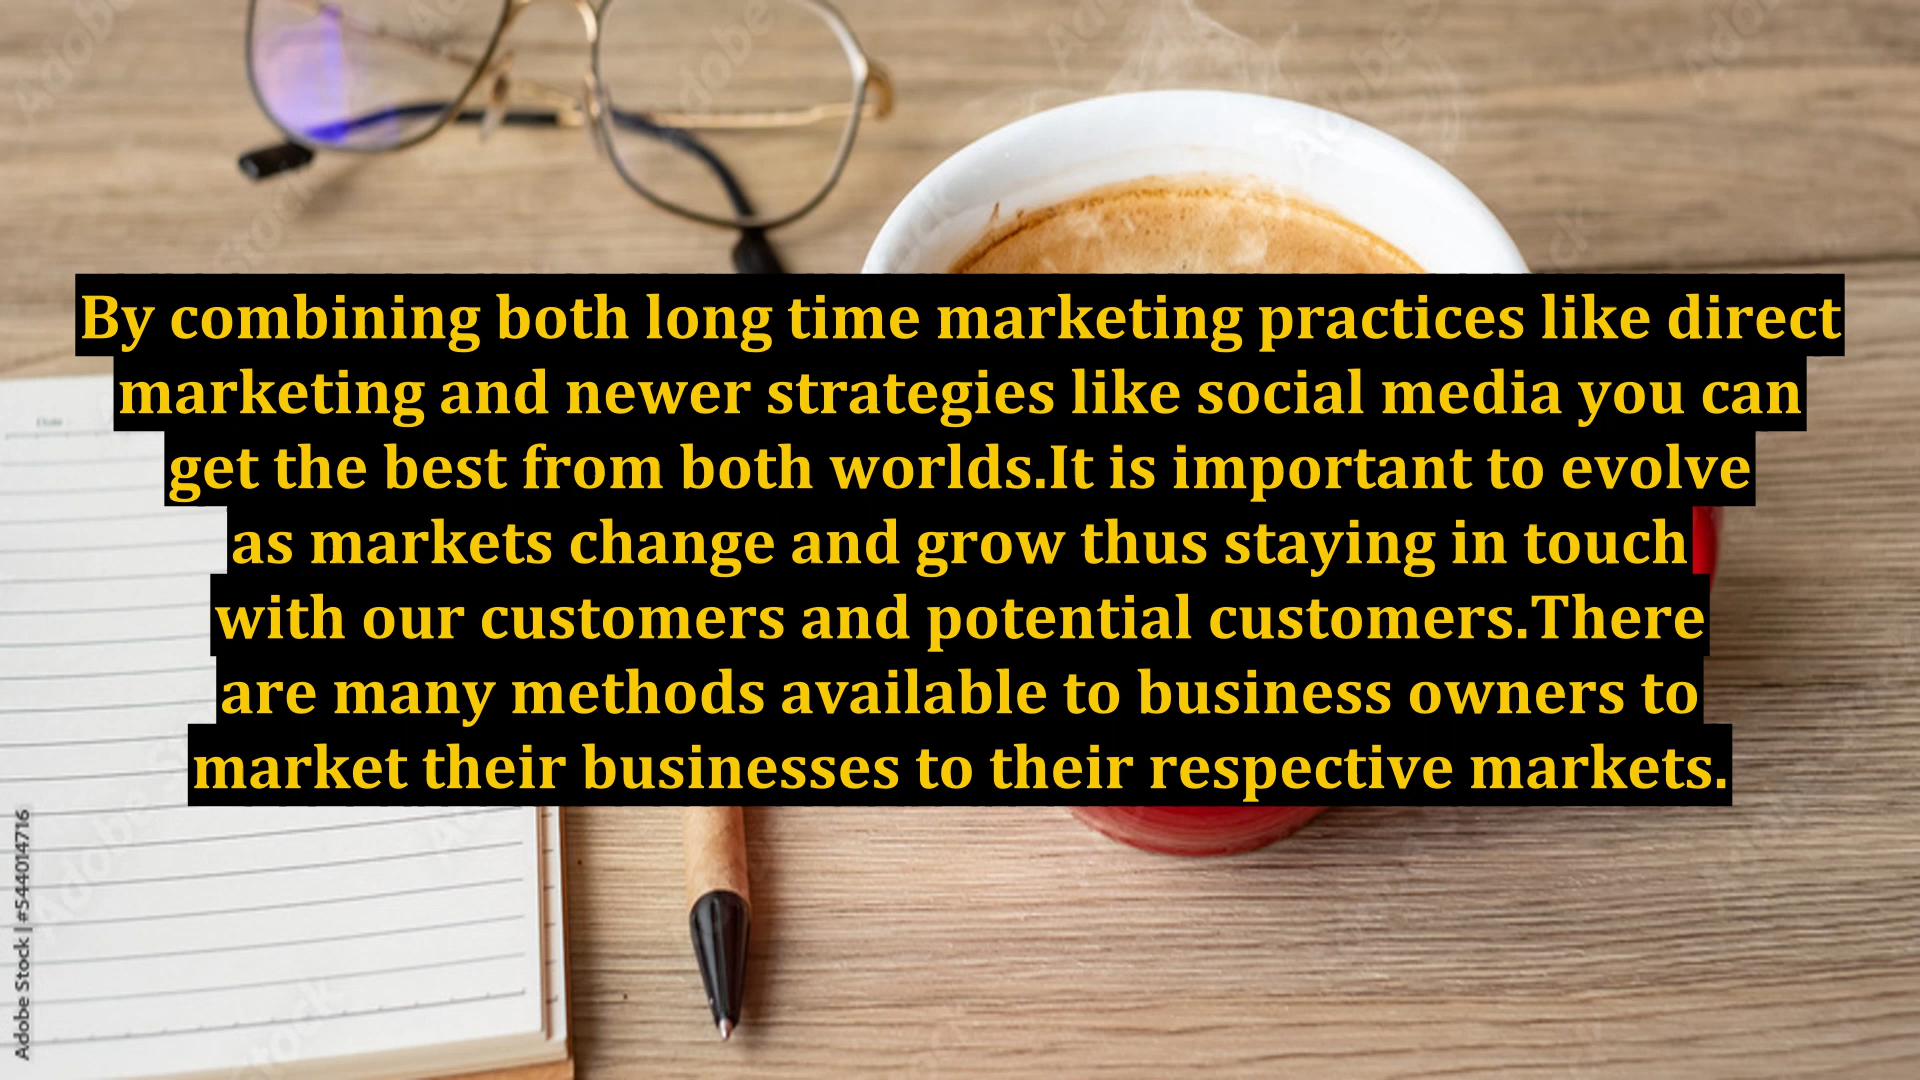 By combining both long time marketing practices like direct
marketing and newer strategies like social media you can
get the best from both worlds.It is important to evolve
as markets change and grow thus staying in touch
with our customers and potential customers.There
are many methods available to business owners to
market their businesses to their respective markets.
Date
Adobe Stock | #544014716